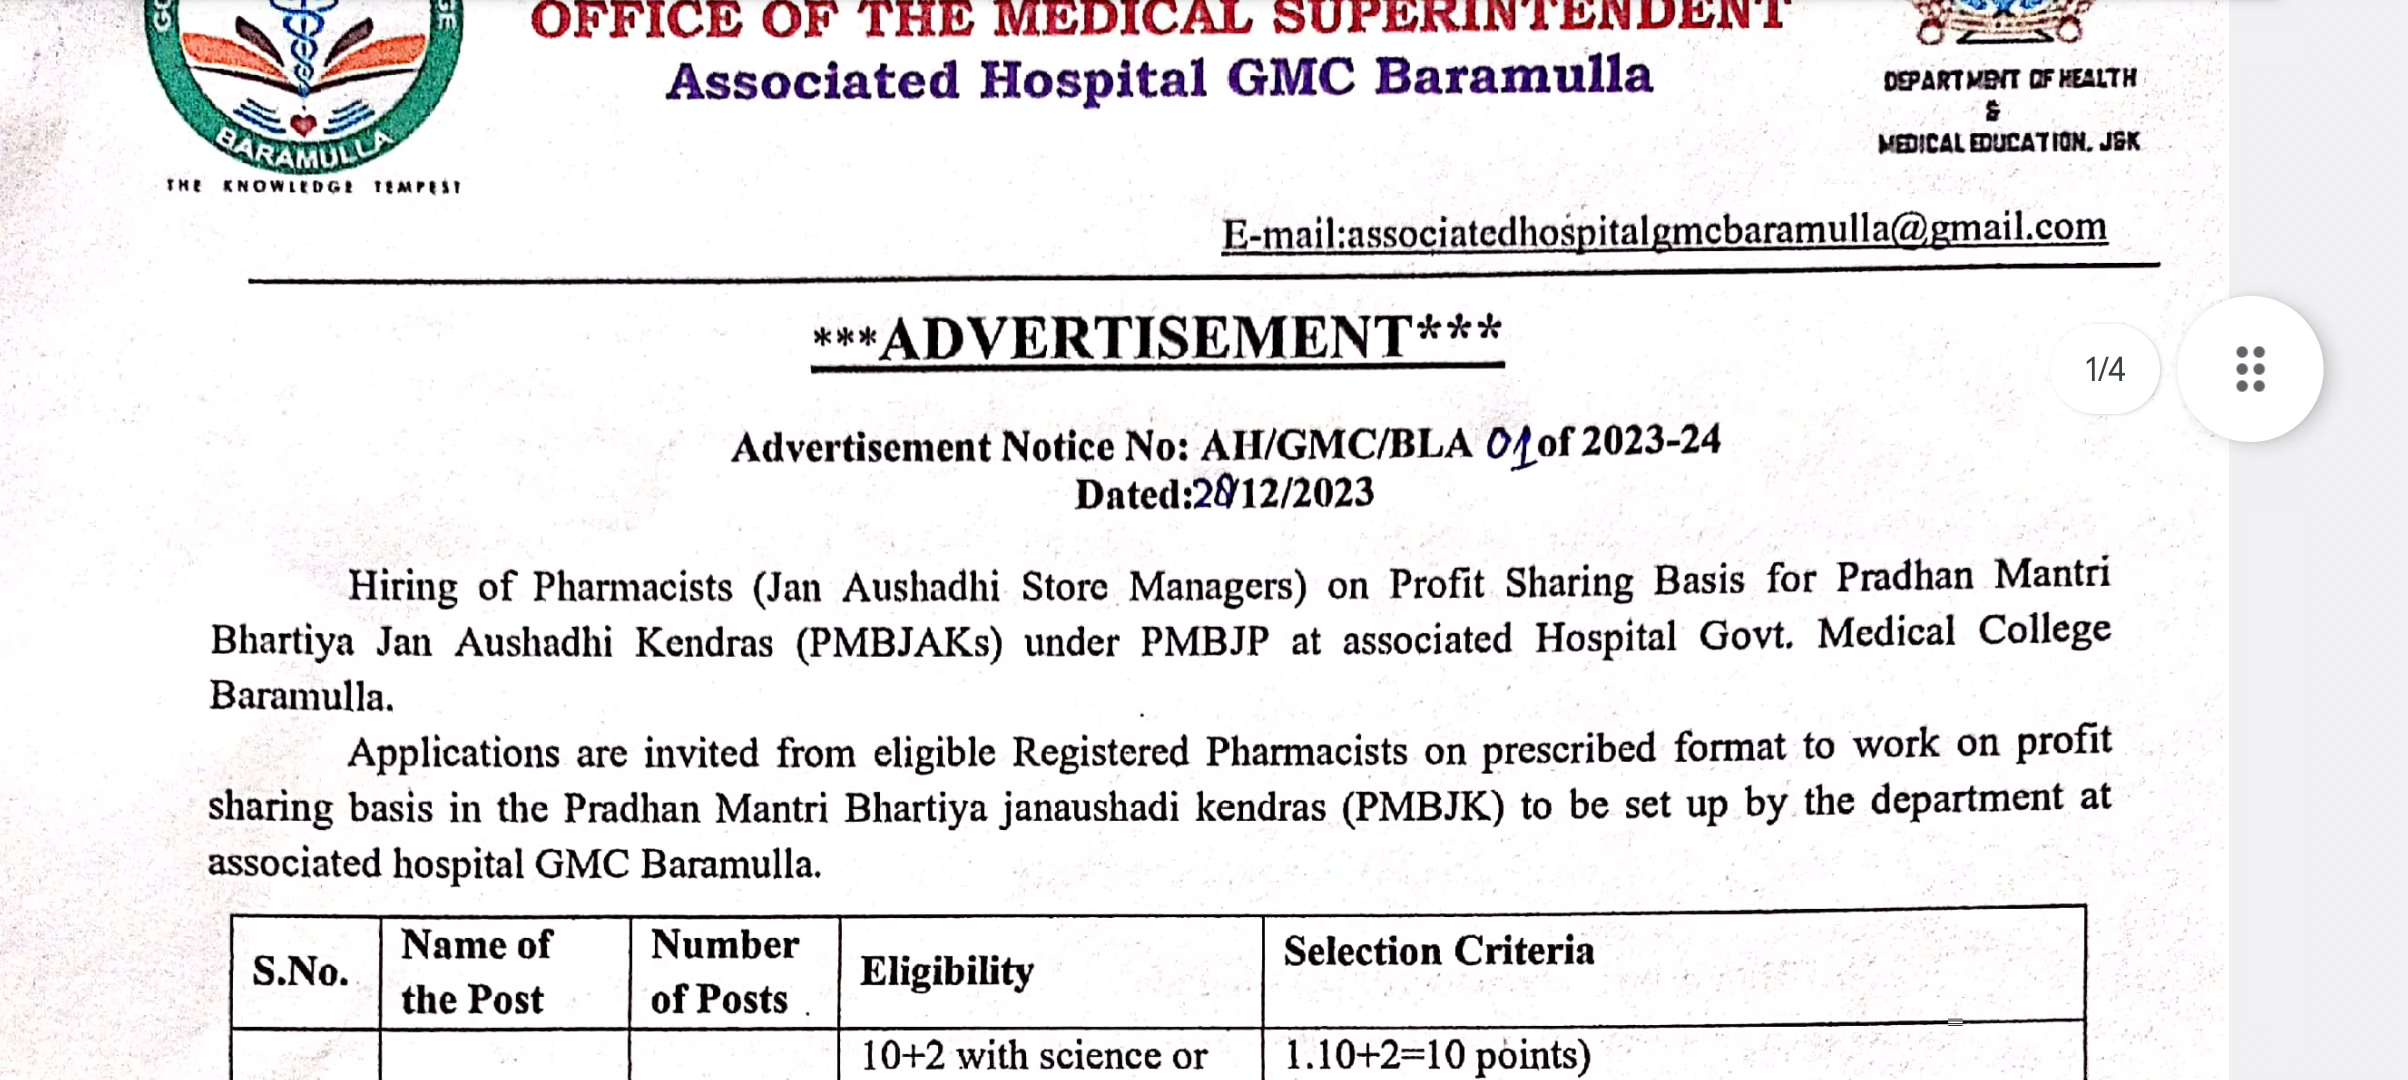 OFFICE OF THE MEDICAL SUPERINTENDENT
Associated Hospital GMC Baramulla
BARAMULLA
THE KNOWLEDGE TEMPEST
DEPARTMENT OF HEALTH
&
MEDICAL EDUCATION, J&K
E-mail:associatedhospitalgmcbaramulla@gmail.com
***ADVERTISEMENT***
1/4
Advertisement Notice No: AH/GMC/BLA 01 of 2023-24
Dated:28/12/2023
Hiring of Pharmacists (Jan Aushadhi Store Managers) on Profit Sharing Basis for Pradhan Mantri
Bhartiya Jan Aushadhi Kendras (PMBJAKs) under PMBJP at associated Hospital Govt. Medical College
Baramulla.
Applications are invited from eligible Registered Pharmacists on prescribed format to work on profit
sharing basis in the Pradhan Mantri Bhartiya janaushadi kendras (PMBJK) to be set up by the department at
associated hospital GMC Baramulla.
S.No.
Name of
the Post
Number
of Posts
Eligibility
Selection Criteria
10+2 with science or
1.10+2=10 points)